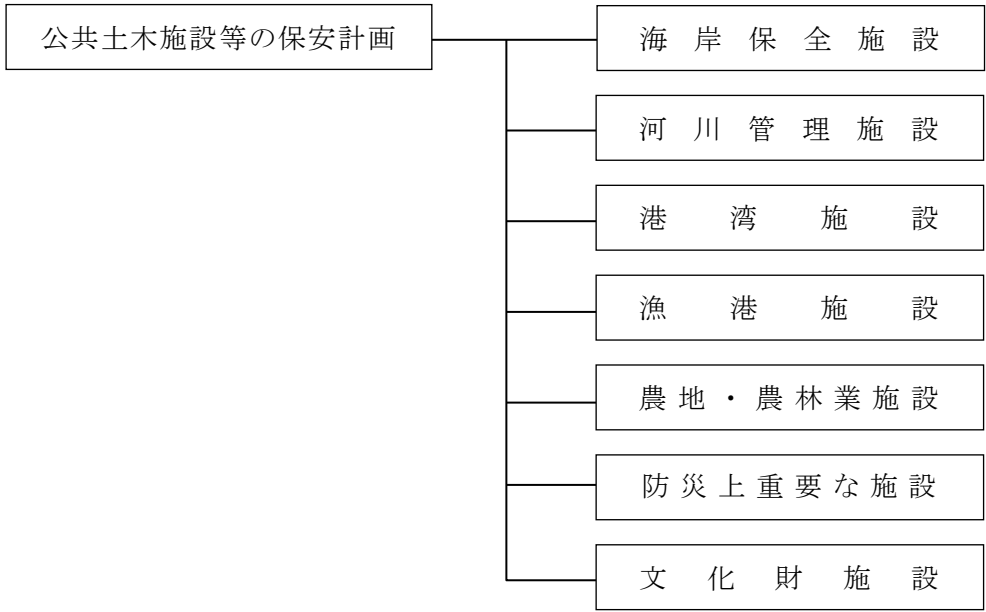 公共土木施設等の保安計画
海岸保全施設
河川管理施設
港湾施設
漁港施設
農地・農林業施設
防災上重要な施設
文化財施設